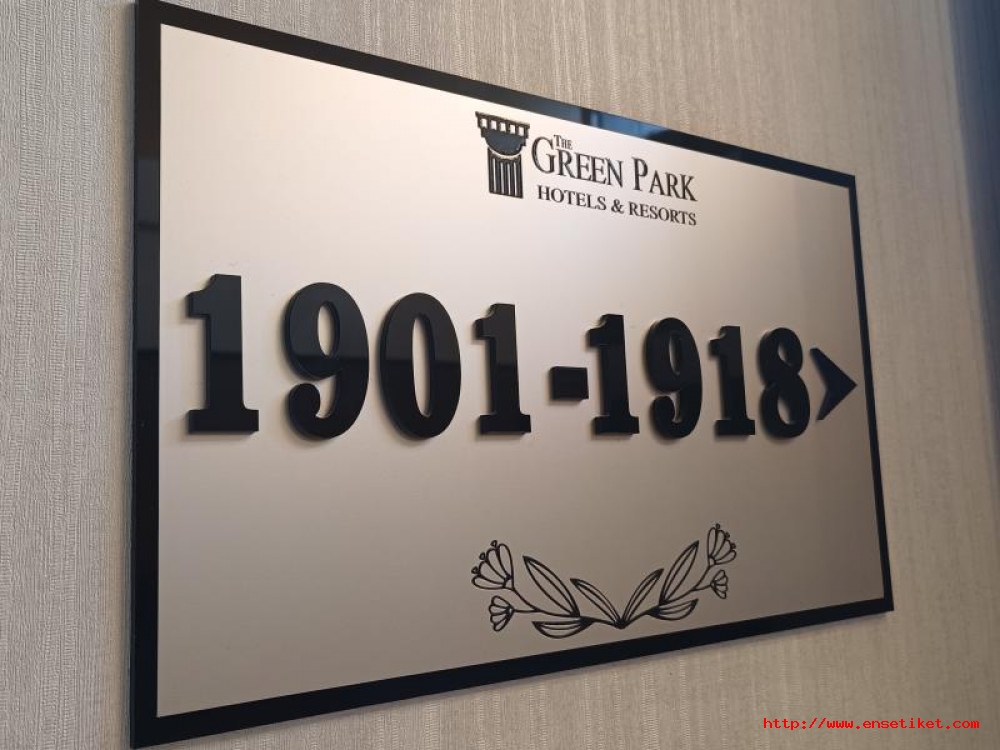 THE
GREEN PARK
HOTELS & RESORTS
1901-1918
http://www.ensetiket.com